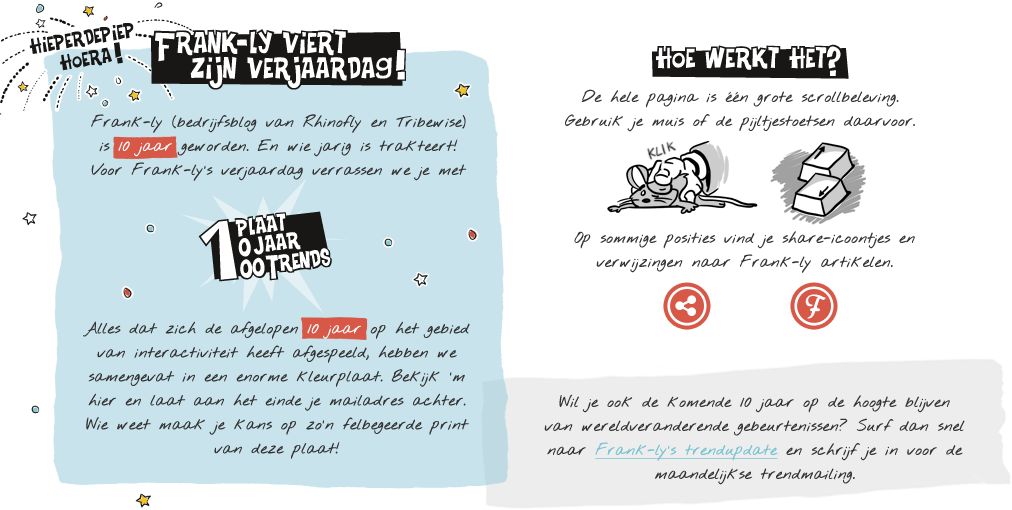 HIEPERDEPIEP
HOERA!
FRANK-LY VIERT
ZIJN VERJAARDAG!
Frank-ly (bedrijfsblog van Rhinofly en Tribewise)
is 10 jaar geworden. En wie jarig is trakteert!
Voor Frank-ly's verjaardag verrassen we je met
1 PLAAT
0 JAAR
00 TRENDS
Alles dat zich de afgelopen 10 jaar op het gebied
van interactiviteit heeft afgespeeld, hebben we
samengevat in een enorme kleurplaat. Bekijk 'm
hier en laat aan het einde je mailadres achter.
Wie weet maak je kans op zo'n felbegeerde print
van deze plaat!
HOE WERKT HET?
De hele pagina is één grote scrollbeleving.
Gebruik je muis of de pijltjestoetsen daarvoor.
KLIK
Op sommige posities vind je share-icoontjes en
verwijzingen naar Frank-ly artikelen.
F
Wil je ook de komende 10 jaar op de hoogte blijven
van wereldveranderende gebeurtenissen? Surf dan snel
naar Frank-ly's trendupdate en schrijf je in voor de
maandelijkse trendmailing.